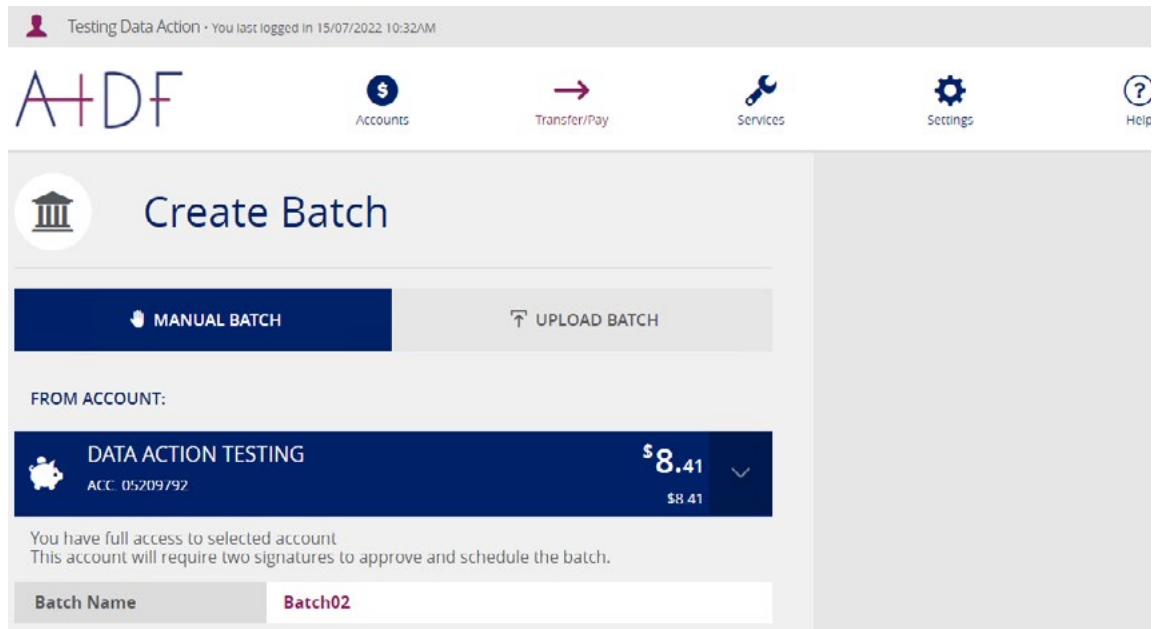 Testing Data Action • You last logged in 15/07/2022 10:32AM
A+DF
$
Accounts
Transfer/Pay
Services
Settings
?
Help
Create Batch
MANUAL BATCH
UPLOAD BATCH
FROM ACCOUNT:
DATA ACTION TESTING
$8.41
ACC. 05209792
$8.41
You have full access to selected account
This account will require two signatures to approve and schedule the batch.
Batch Name
Batch02